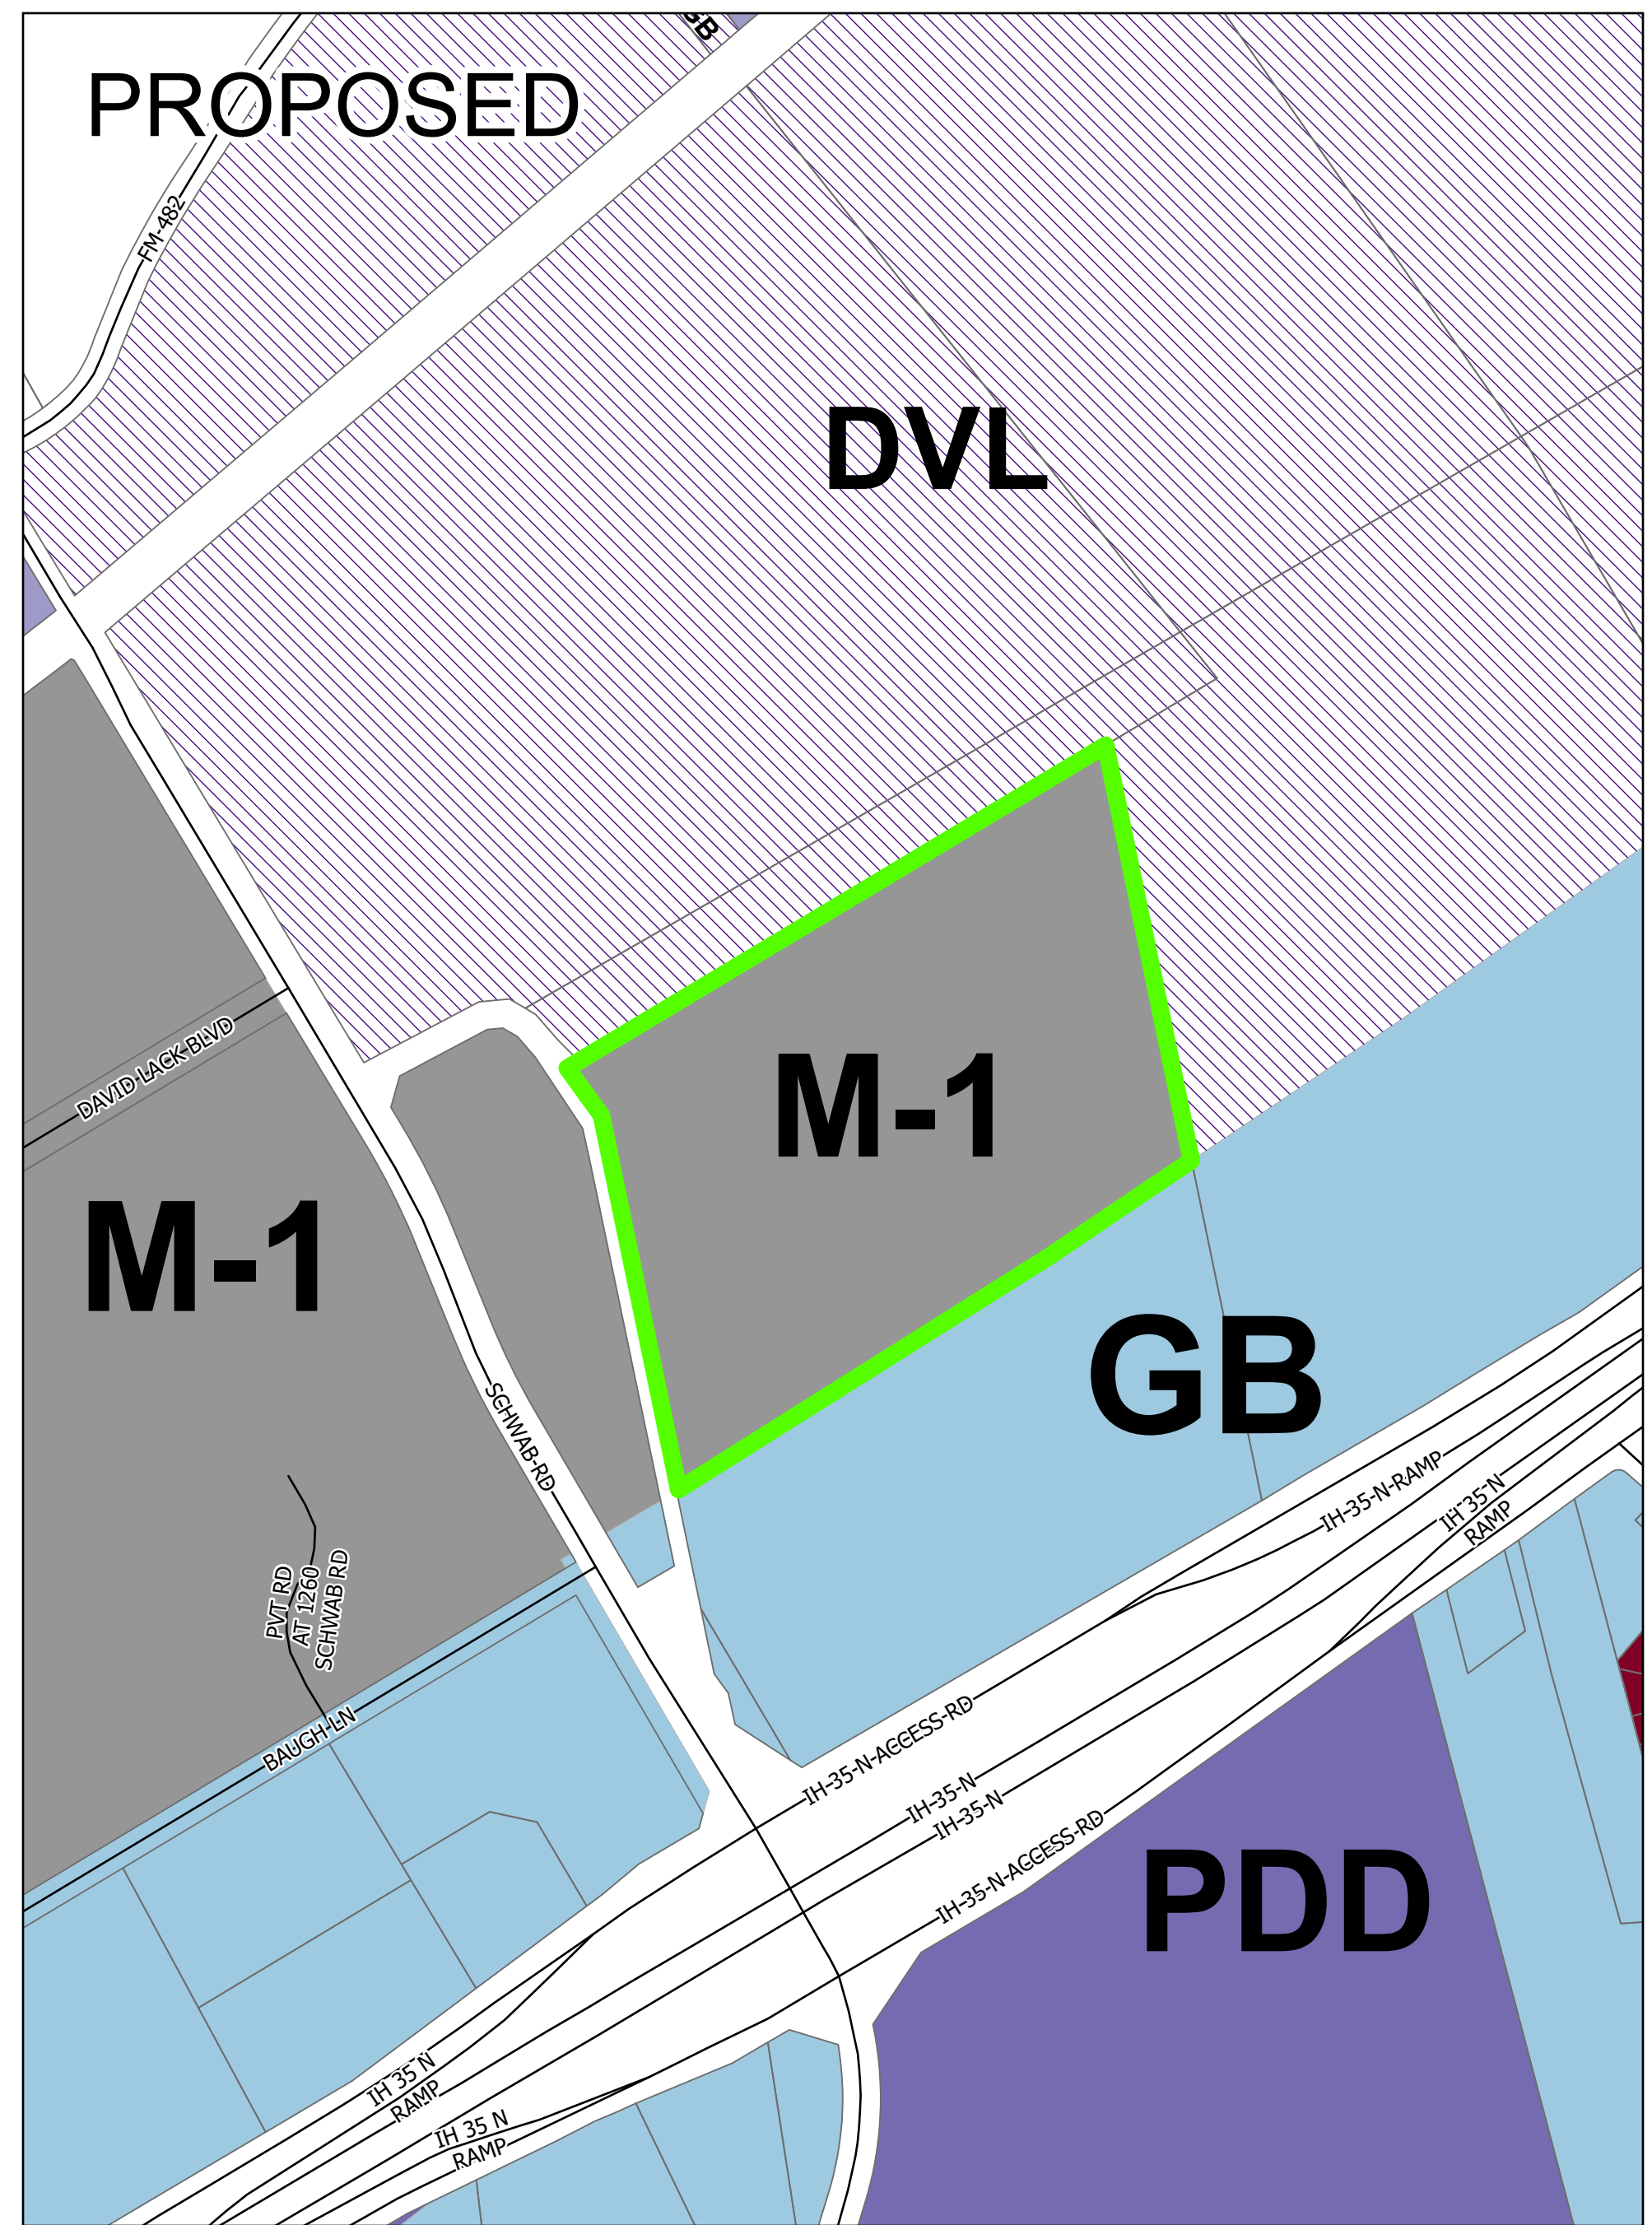 GB
PROPOSED
FM-482
DVL
DAVID LACK BLVD
M-1
M-1
GB
SCHWAB RD
IH-35-N-RAMP
IH 35 N
RAMP
PVT RD
AT 1260
SCHWAB RD
BAUGH LN
IH-35-N-ACCESS-RD
IH-35-N
IH-35-N
IH-35-N-ACCESS-RD
PDD
IH 35 N
RAMP
IH 35 N
RAMP